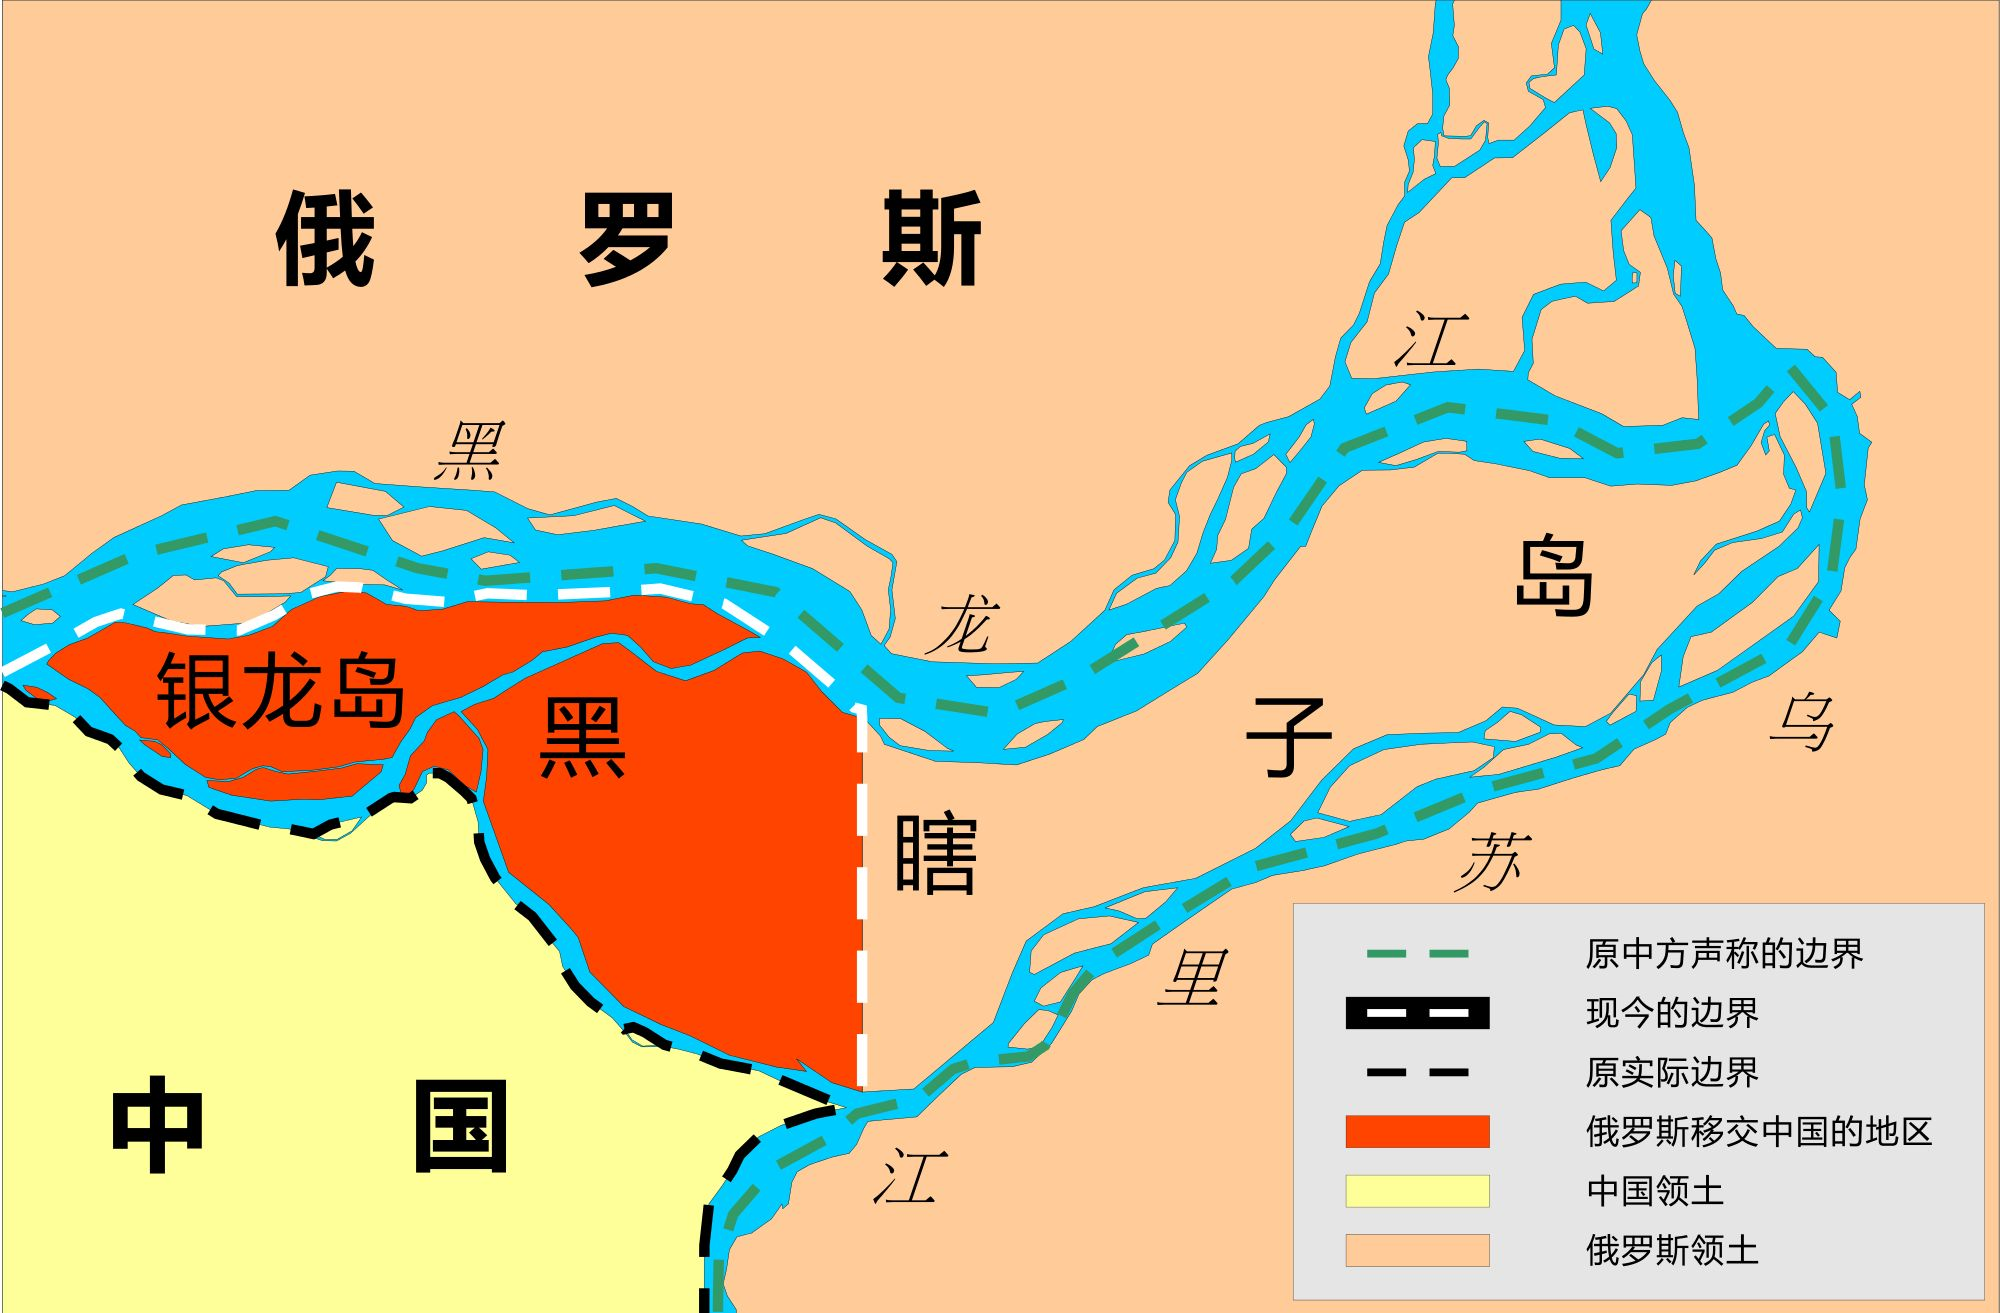 俄罗斯
江
黑
龙
岛
银龙岛
黑
子
乌
瞎
苏
里
中国
江
原中方声称的边界
现今的边界
原实际边界
俄罗斯移交中国的地区
中国领土
俄罗斯领土